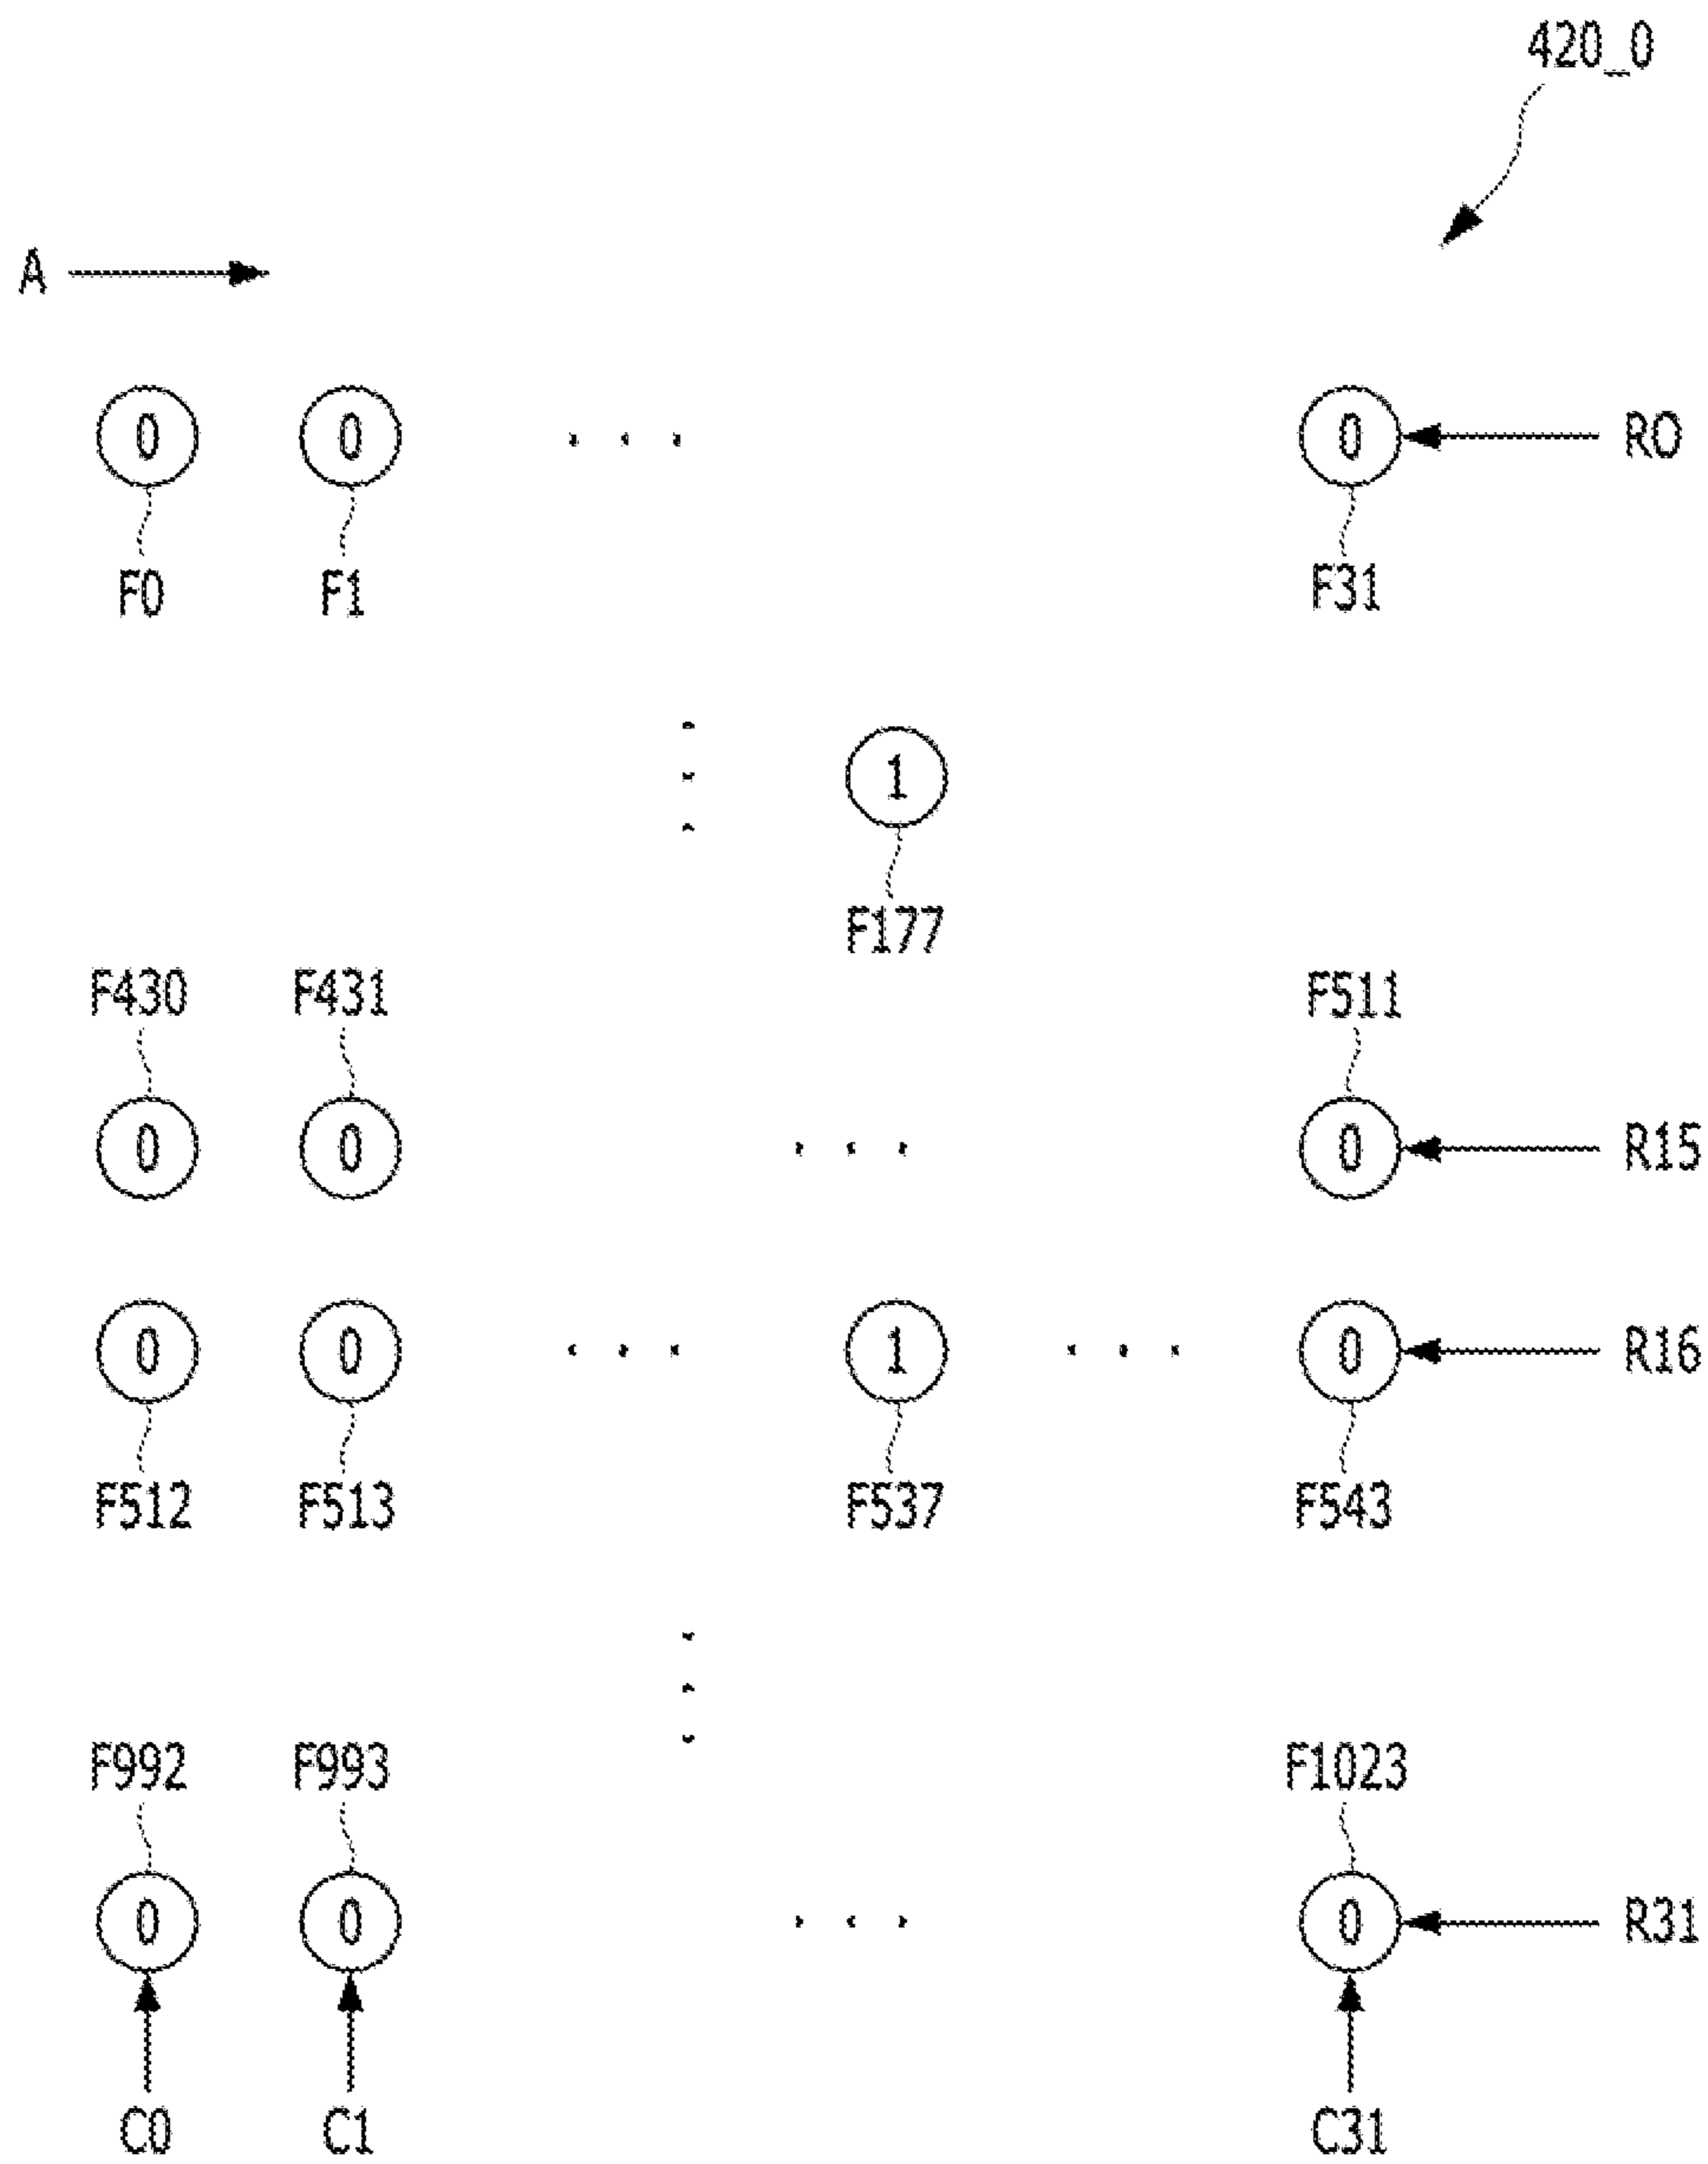 420_0
A
0 0 . . . 0 R0
F0 F1 F31
1
F177
F430 F431 F511
0 0 . . . 0 R15
0 0 . . . 1 . . . 0 R16
F512 F513 F537 F543
F992 F993 F1023
0 0 . . . 0 R31
C0 C1 C31